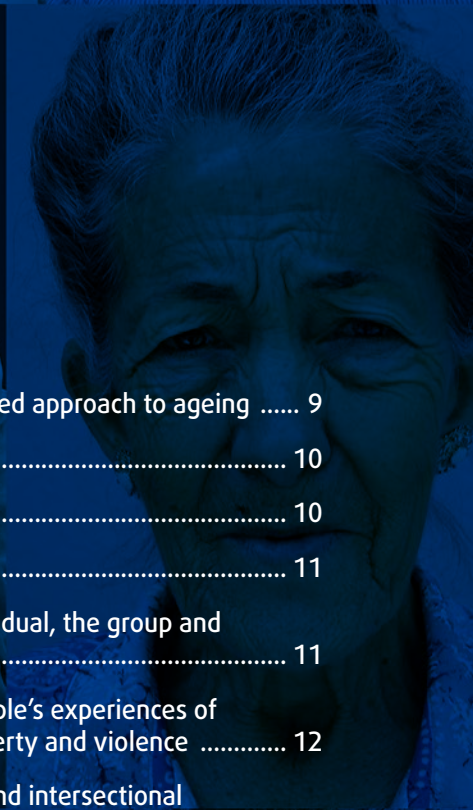 ed approach to ageing ...... 9
................................................ 10
................................................ 10
................................................ 11
dual, the group and
................................................ 11
ple's experiences of
erty and violence ............. 12
nd intersectional